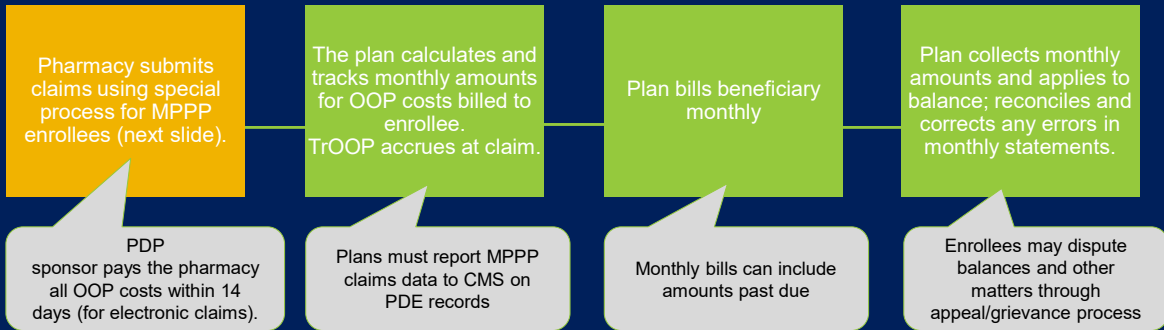 Pharmacy submits
claims using special
process for MPPP
enrollees (next slide).
The plan calculates and
tracks monthly amounts
for OOP costs billed to
enrollee.
TrOOP accrues at claim.
Plan bills beneficiary
monthly
Plan collects monthly
amounts and applies to
balance; reconciles and
corrects any errors in
monthly statements.
PDP
sponsor pays the pharmacy
all OOP costs within 14
days (for electronic claims).
Plans must report MPPP
claims data to CMS on
PDE records
Monthly bills can include
amounts past due
Enrollees may dispute
balances and other
matters through
appeal/grievance process